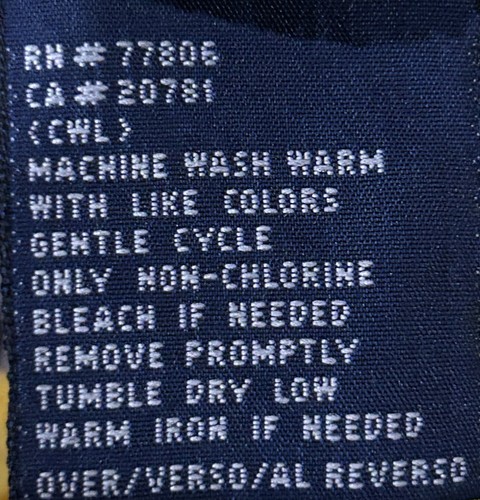 RN # 77806
CA # 20781
(CWL)
MACHINE WASH WARM
WITH LIKE COLORS
GENTLE CYCLE
ONLY NON-CHLORINE
BLEACH IF NEEDED
REMOVE PROMPTLY
TUMBLE DRY LOW
WARM IRON IF NEEDED
OVER/VERSO/AL REVERSO